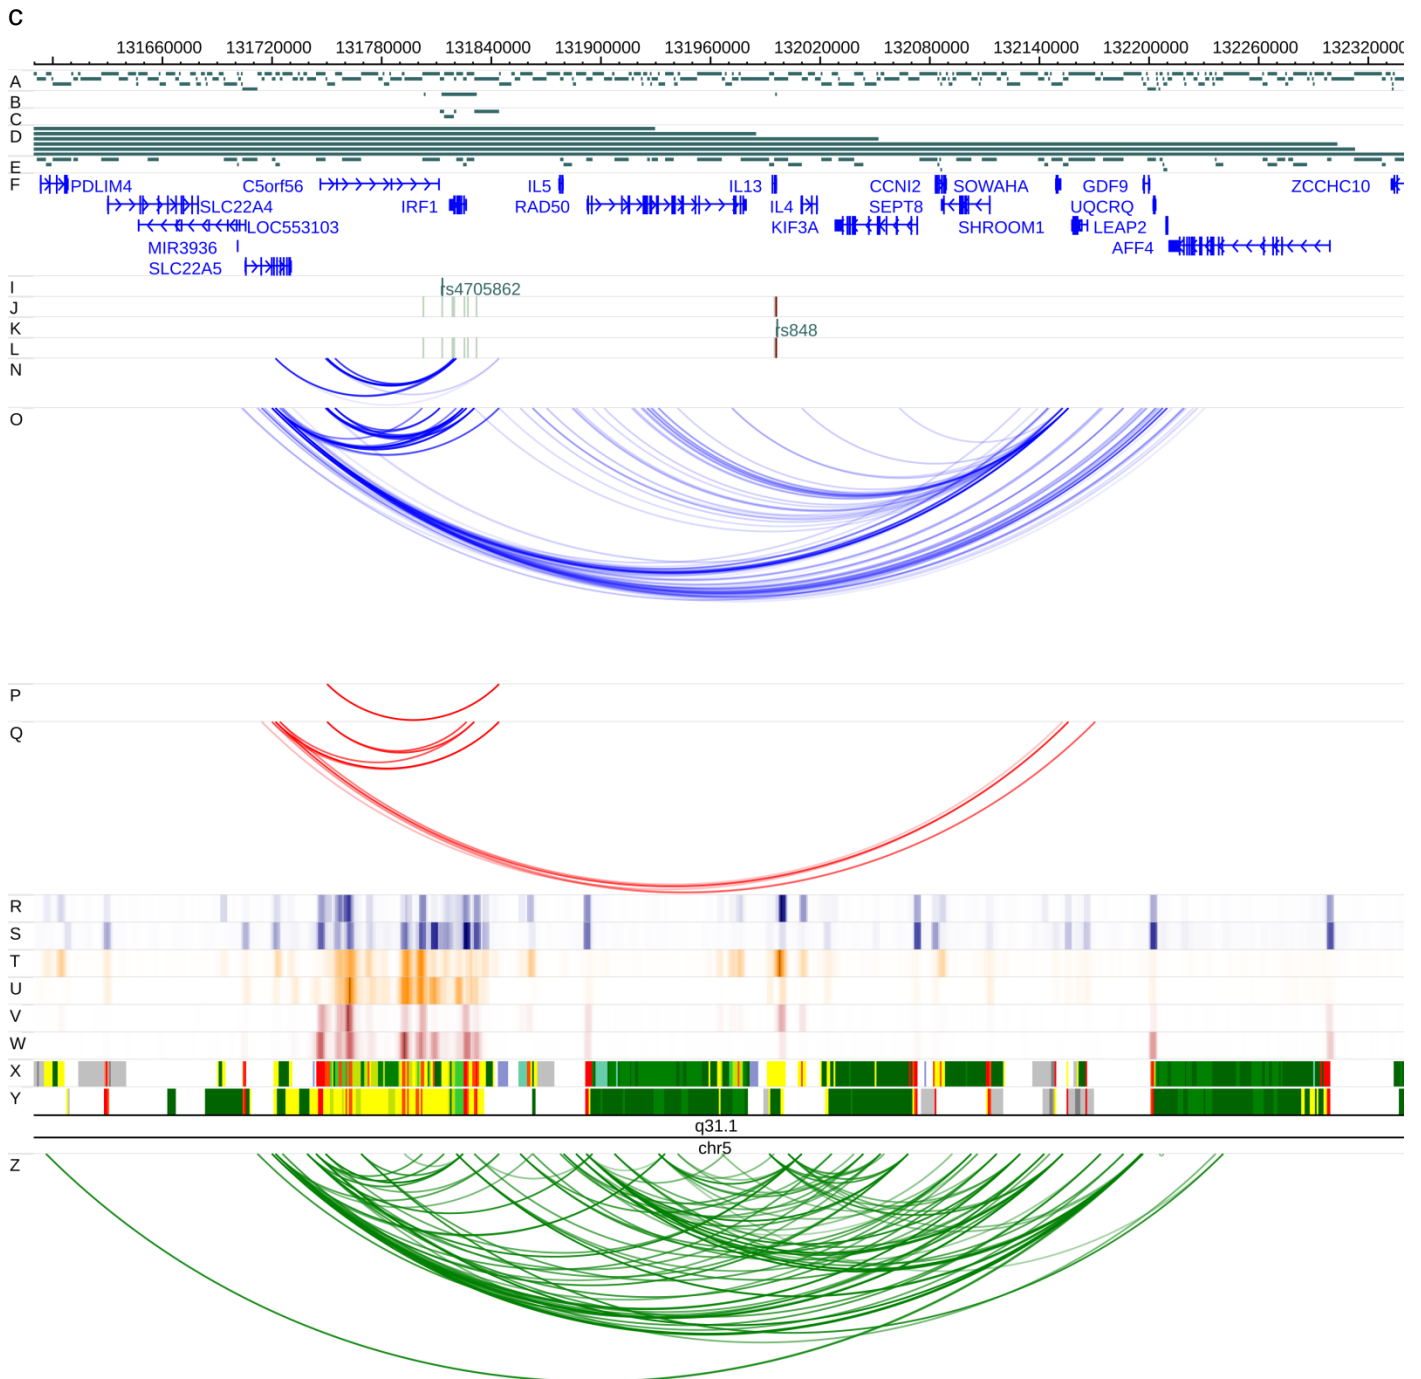 c
131660000 131720000 131780000 131840000 131900000 131960000 132020000 132080000 132140000 132200000 132260000 132320000
A
B
C
D
E
F PDLIM4 C5orf56 IL5 IL13 CCNI2 SOWAHA GDF9 ZCCHC10
SLC22A4 IRF1 RAD50 IL4 SEPT8 UQCRQ
LOC553103 KIF3A SHROOM1 LEAP2
MIR3936 AFF4
SLC22A5
I rs4705862
J
K rs848
L
N
O
P
Q
R
S
T
U
V
W
X
Y
q31.1
chr5
Z